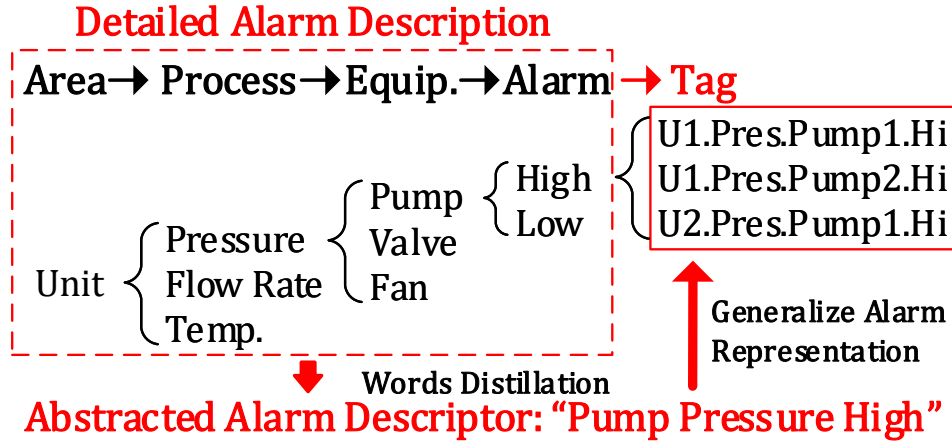 Detailed Alarm Description
Area→ Process→Equip.→Alarm→ Tag
U1.Pres.Pump1.Hi
U1.Pres.Pump2.Hi
U2.Pres.Pump1.Hi
High
Low
Pump
Valve
Fan
Pressure
Flow Rate
Temp.
Unit
Generalize Alarm
Representation
Words Distillation
Abstracted Alarm Descriptor: “Pump Pressure High”